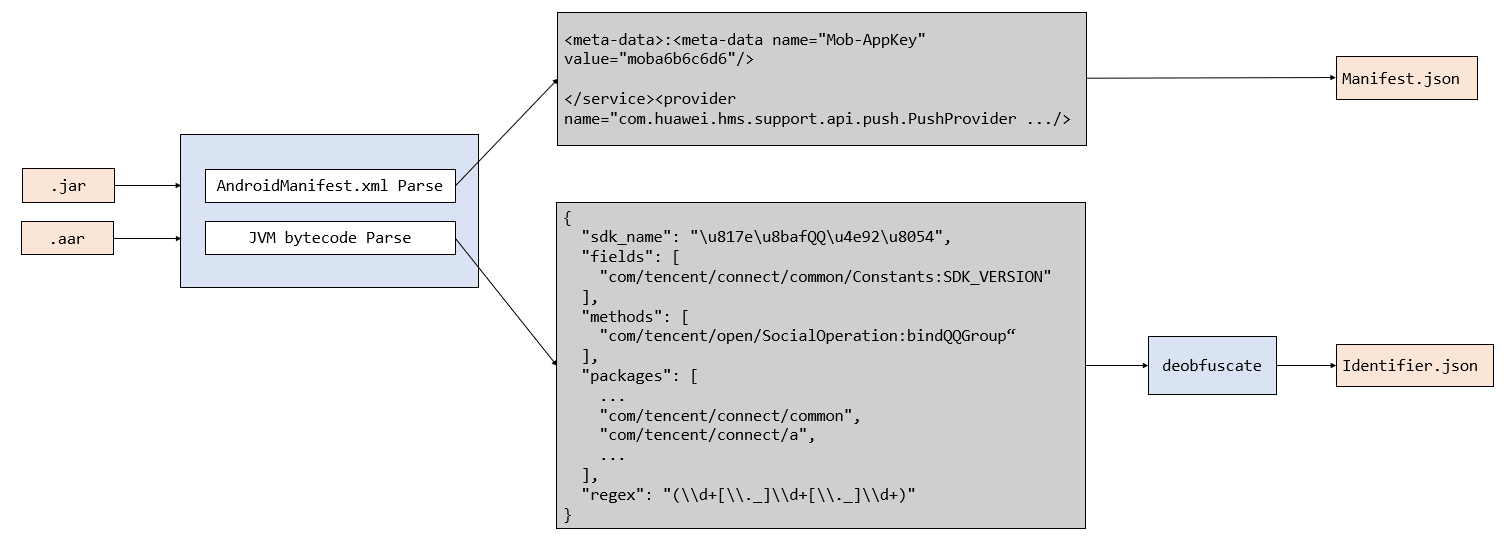 .jar
.aar
AndroidManifest.xml Parse
JVM bytecode Parse
<meta-data>:<meta-data name="Mob-AppKey"
value="moba6b6c6d6"/>
</service><provider
name="com.huawei.hms.support.api.push.PushProvider .../>
Manifest.json
{
"sdk_name": "\u817e\u8bafQQ\u4e92\u8054",
"fields": [
"com/tencent/connect/common/Constants:SDK_VERSION"
],
"methods": [
"com/tencent/open/SocialOperation:bindQQGroup“
],
"packages": [
...
"com/tencent/connect/common",
"com/tencent/connect/a",
...
],
"regex": "(\\d+[\\._]\\d+[\\._]\\d+)"
}
deobfuscate
Identifier.json